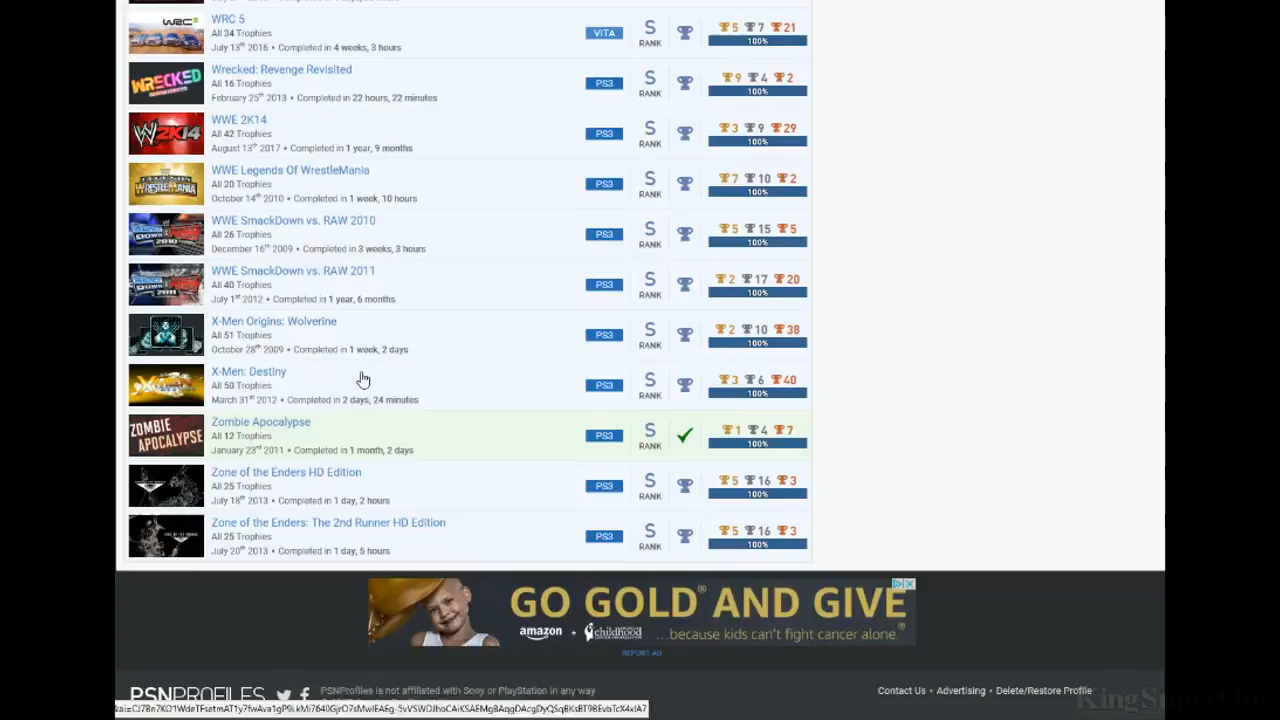 WRC 5
All 34 Trophies
July 13th 2016 • Completed in 4 weeks, 3 hours
VITA
S
RANK
5 7 21
100%
WRECKED
Wrecked: Revenge Revisited
All 16 Trophies
February 25th 2013 • Completed in 22 hours, 22 minutes
PS3
S
RANK
9 4 2
100%
2K14
WWE 2K14
All 42 Trophies
August 13th 2017 • Completed in 1 year, 9 months
PS3
S
RANK
3 9 29
100%
LEGENDS OF
WRESTLEMANIA
WWE Legends Of WrestleMania
All 20 Trophies
October 14th 2010 • Completed in 1 week, 10 hours
PS3
S
RANK
7 10 2
100%
WWE SmackDown vs. RAW 2010
All 26 Trophies
December 16th 2009 • Completed in 3 weeks, 3 hours
PS3
S
RANK
5 15 5
100%
WWE SmackDown vs. RAW 2011
All 40 Trophies
July 1st 2012 • Completed in 1 year, 6 months
PS3
S
RANK
2 17 20
100%
X-Men Origins: Wolverine
All 51 Trophies
October 28th 2009 • Completed in 1 week, 2 days
PS3
S
RANK
2 10 38
100%
X-Men: Destiny
All 50 Trophies
March 31st 2012 • Completed in 2 days, 24 minutes
PS3
S
RANK
3 6 40
100%
ZOMBIE
APOCALYPSE
Zombie Apocalypse
All 12 Trophies
January 23rd 2011 • Completed in 1 month, 2 days
PS3
S
RANK
1 4 7
100%
Zone of the Enders HD Edition
All 25 Trophies
July 18th 2013 • Completed in 1 day, 2 hours
PS3
S
RANK
5 16 3
100%
Zone of the Enders: The 2nd Runner HD Edition
All 25 Trophies
July 20th 2013 • Completed in 1 day, 5 hours
PS3
S
RANK
5 16 3
100%
GO GOLD® AND GIVE
amazon + childhood ...because kids can't fight cancer alone.®
REPORT AD
PSNPROFILES
PSNProfiles is not affiliated with Sony or PlayStation in any way
Contact Us • Advertising • Delete/Restore Profile